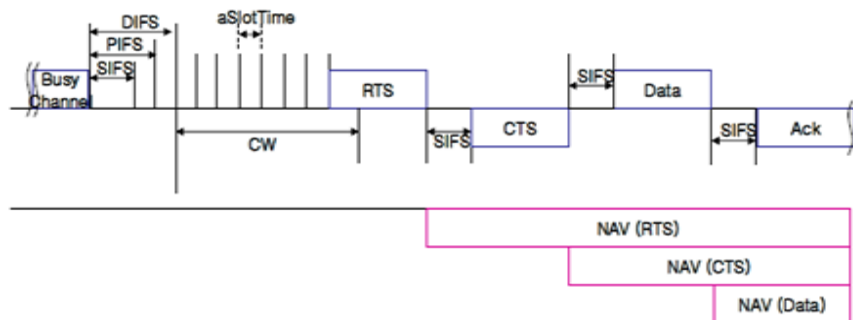 aSlotTime
DIFS
PIFS
SIFS
SIFS
Busy
Channel
RTS
Data
CW
SIFS
CTS
SIFS
Ack
NAV (RTS)
NAV (CTS)
NAV (Data)